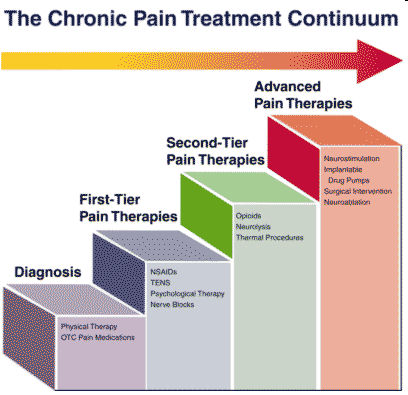 The Chronic Pain Treatment Continuum
Advanced
Pain Therapies
Neurostimulation
Implantable
Drug Pumps
Surgical Intervention
Neuroablation
Second-Tier
Pain Therapies
Opioids
Neurolysis
Thermal Procedures
First-Tier
Pain Therapies
NSAIDs
TENS
Psychological Therapy
Nerve Blocks
Diagnosis
Physical Therapy
OTC Pain Medications